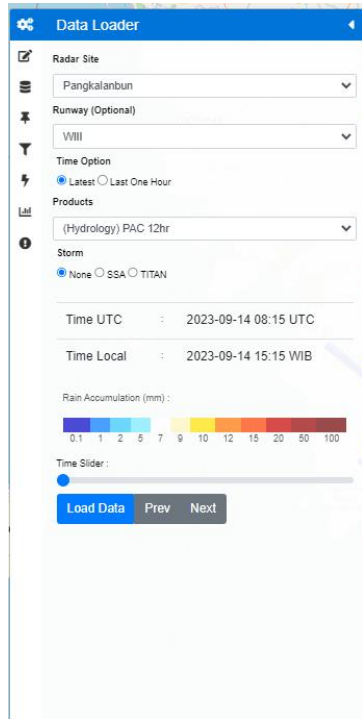 Data Loader
Radar Site
Pangkalanbun
Runway (Optional)
WIII
Time Option
Latest Last One Hour
Products
(Hydrology) PAC 12hr
Storm
None SSA TITAN
Time UTC : 2023-09-14 08:15 UTC
Time Local : 2023-09-14 15:15 WIB
Rain Accumulation (mm) :
0.1 1 2 5 7 9 10 12 15 20 50 100
Time Slider :
Load Data Prev Next